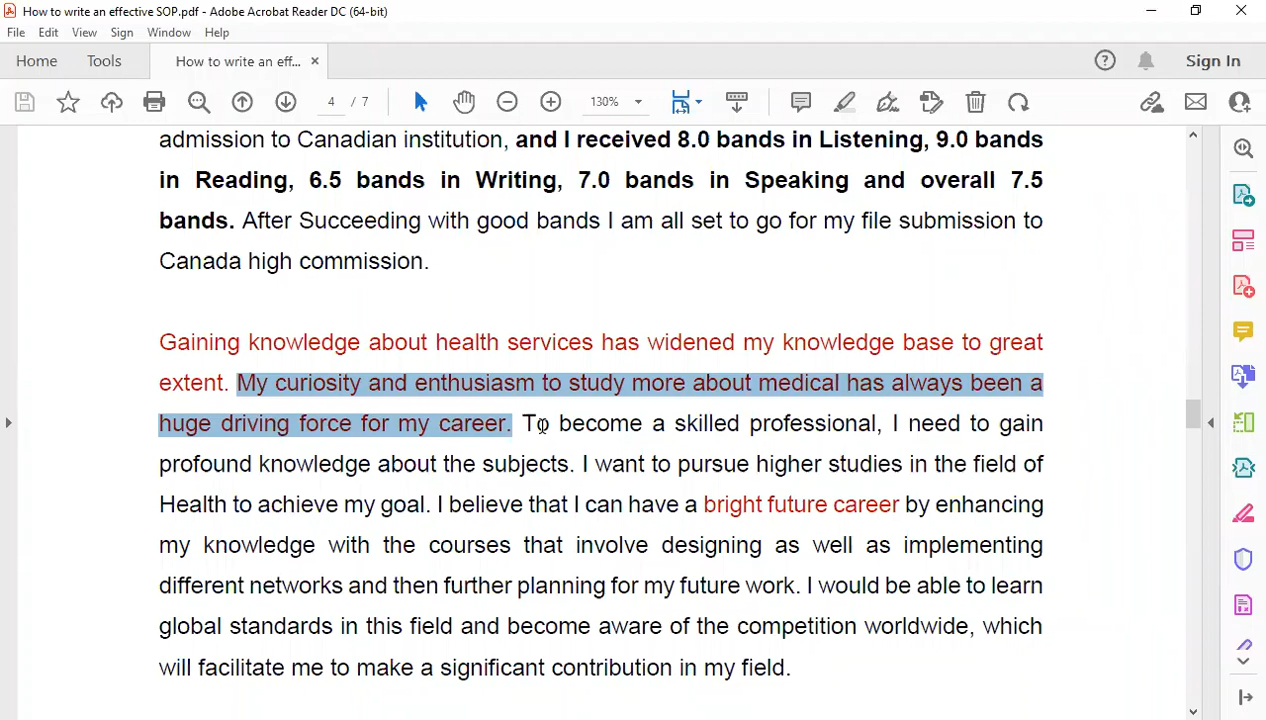 How to write an effective SOP.pdf - Adobe Acrobat Reader DC (64-bit)
File Edit View Sign Window Help
Home Tools How to write an eff... × Sign In
4 / 7 130%
admission to Canadian institution, and I received 8.0 bands in Listening, 9.0 bands
in Reading, 6.5 bands in Writing, 7.0 bands in Speaking and overall 7.5
bands. After Succeeding with good bands I am all set to go for my file submission to
Canada high commission.
Gaining knowledge about health services has widened my knowledge base to great
extent. My curiosity and enthusiasm to study more about medical has always been a
huge driving force for my career. To become a skilled professional, I need to gain
profound knowledge about the subjects. I want to pursue higher studies in the field of
Health to achieve my goal. I believe that I can have a bright future career by enhancing
my knowledge with the courses that involve designing as well as implementing
different networks and then further planning for my future work. I would be able to learn
global standards in this field and become aware of the competition worldwide, which
will facilitate me to make a significant contribution in my field.